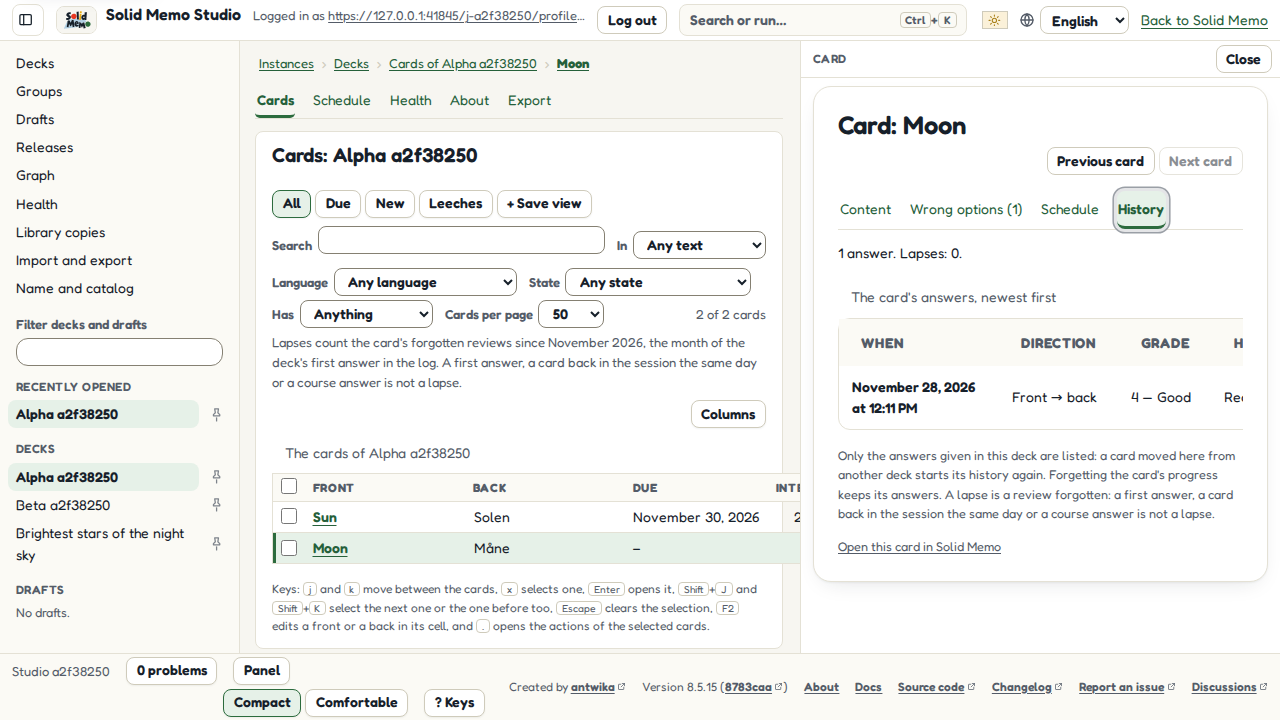 Solid Memo
Solid Memo Studio
Logged in as https://127.0.0.1:41845/j-a2f38250/profile...
Log out
Search or run...
Ctrl+K
English
Back to Solid Memo
Decks
Groups
Drafts
Releases
Graph
Health
Library copies
Import and export
Name and catalog
Filter decks and drafts
RECENTLY OPENED
Alpha a2f38250
DECKS
Alpha a2f38250
Beta a2f38250
Brightest stars of the night
sky
DRAFTS
No drafts.
Instances › Decks › Cards of Alpha a2f38250 › Moon
Cards Schedule Health About Export
Cards: Alpha a2f38250
All Due New Leeches + Save view
Search In Any text
Language Any language State Any state
Has Anything Cards per page 50 2 of 2 cards
Lapses count the card's forgotten reviews since November 2026, the month of the
deck's first answer in the log. A first answer, a card back in the session the same day
or a course answer is not a lapse.
Columns
The cards of Alpha a2f38250
FRONT BACK DUE INTE
Sun Solen November 30, 2026 2
Moon Måne –
Keys: j and k move between the cards, x selects one, Enter opens it, Shift+J and
Shift+K select the next one or the one before too, Escape clears the selection, F2
edits a front or a back in its cell, and . opens the actions of the selected cards.
CARD
Close
Card: Moon
Previous card Next card
Content Wrong options (1) Schedule History
1 answer. Lapses: 0.
The card's answers, newest first
WHEN DIRECTION GRADE H
November 28, 2026
at 12:11 PM
Front → back 4 – Good Rec
Only the answers given in this deck are listed: a card moved here from
another deck starts its history again. Forgetting the card's progress
keeps its answers. A lapse is a review forgotten: a first answer, a card
back in the session the same day or a course answer is not a lapse.
Open this card in Solid Memo
Studio a2f38250 0 problems Panel
Compact Comfortable ? Keys
Created by antwika Version 8.5.15 (8783caa) About Docs Source code Changelog Report an issue Discussions